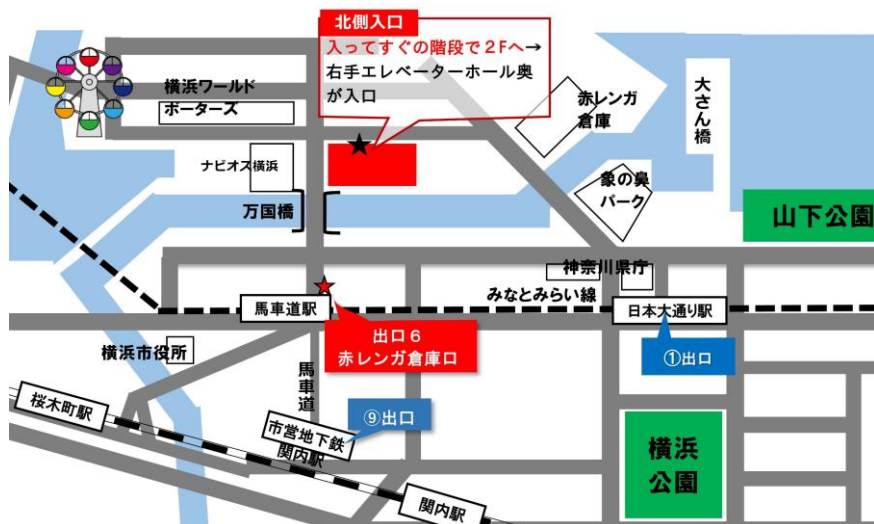 北側入口
入ってすぐの階段で２Fへ→
右手エレベーターホール奥
が入口
横浜ワールド
ポーターズ
赤レンガ
倉庫
大さん橋
ナビオス横浜
象の鼻
パーク
万国橋
山下公園
神奈川県庁
みなとみらい線
馬車道駅
日本大通り駅
出口６
赤レンガ倉庫口
①出口
横浜市役所
馬車道
桜木町駅
⑨出口
市営地下鉄
関内駅
横浜
公園
関内駅